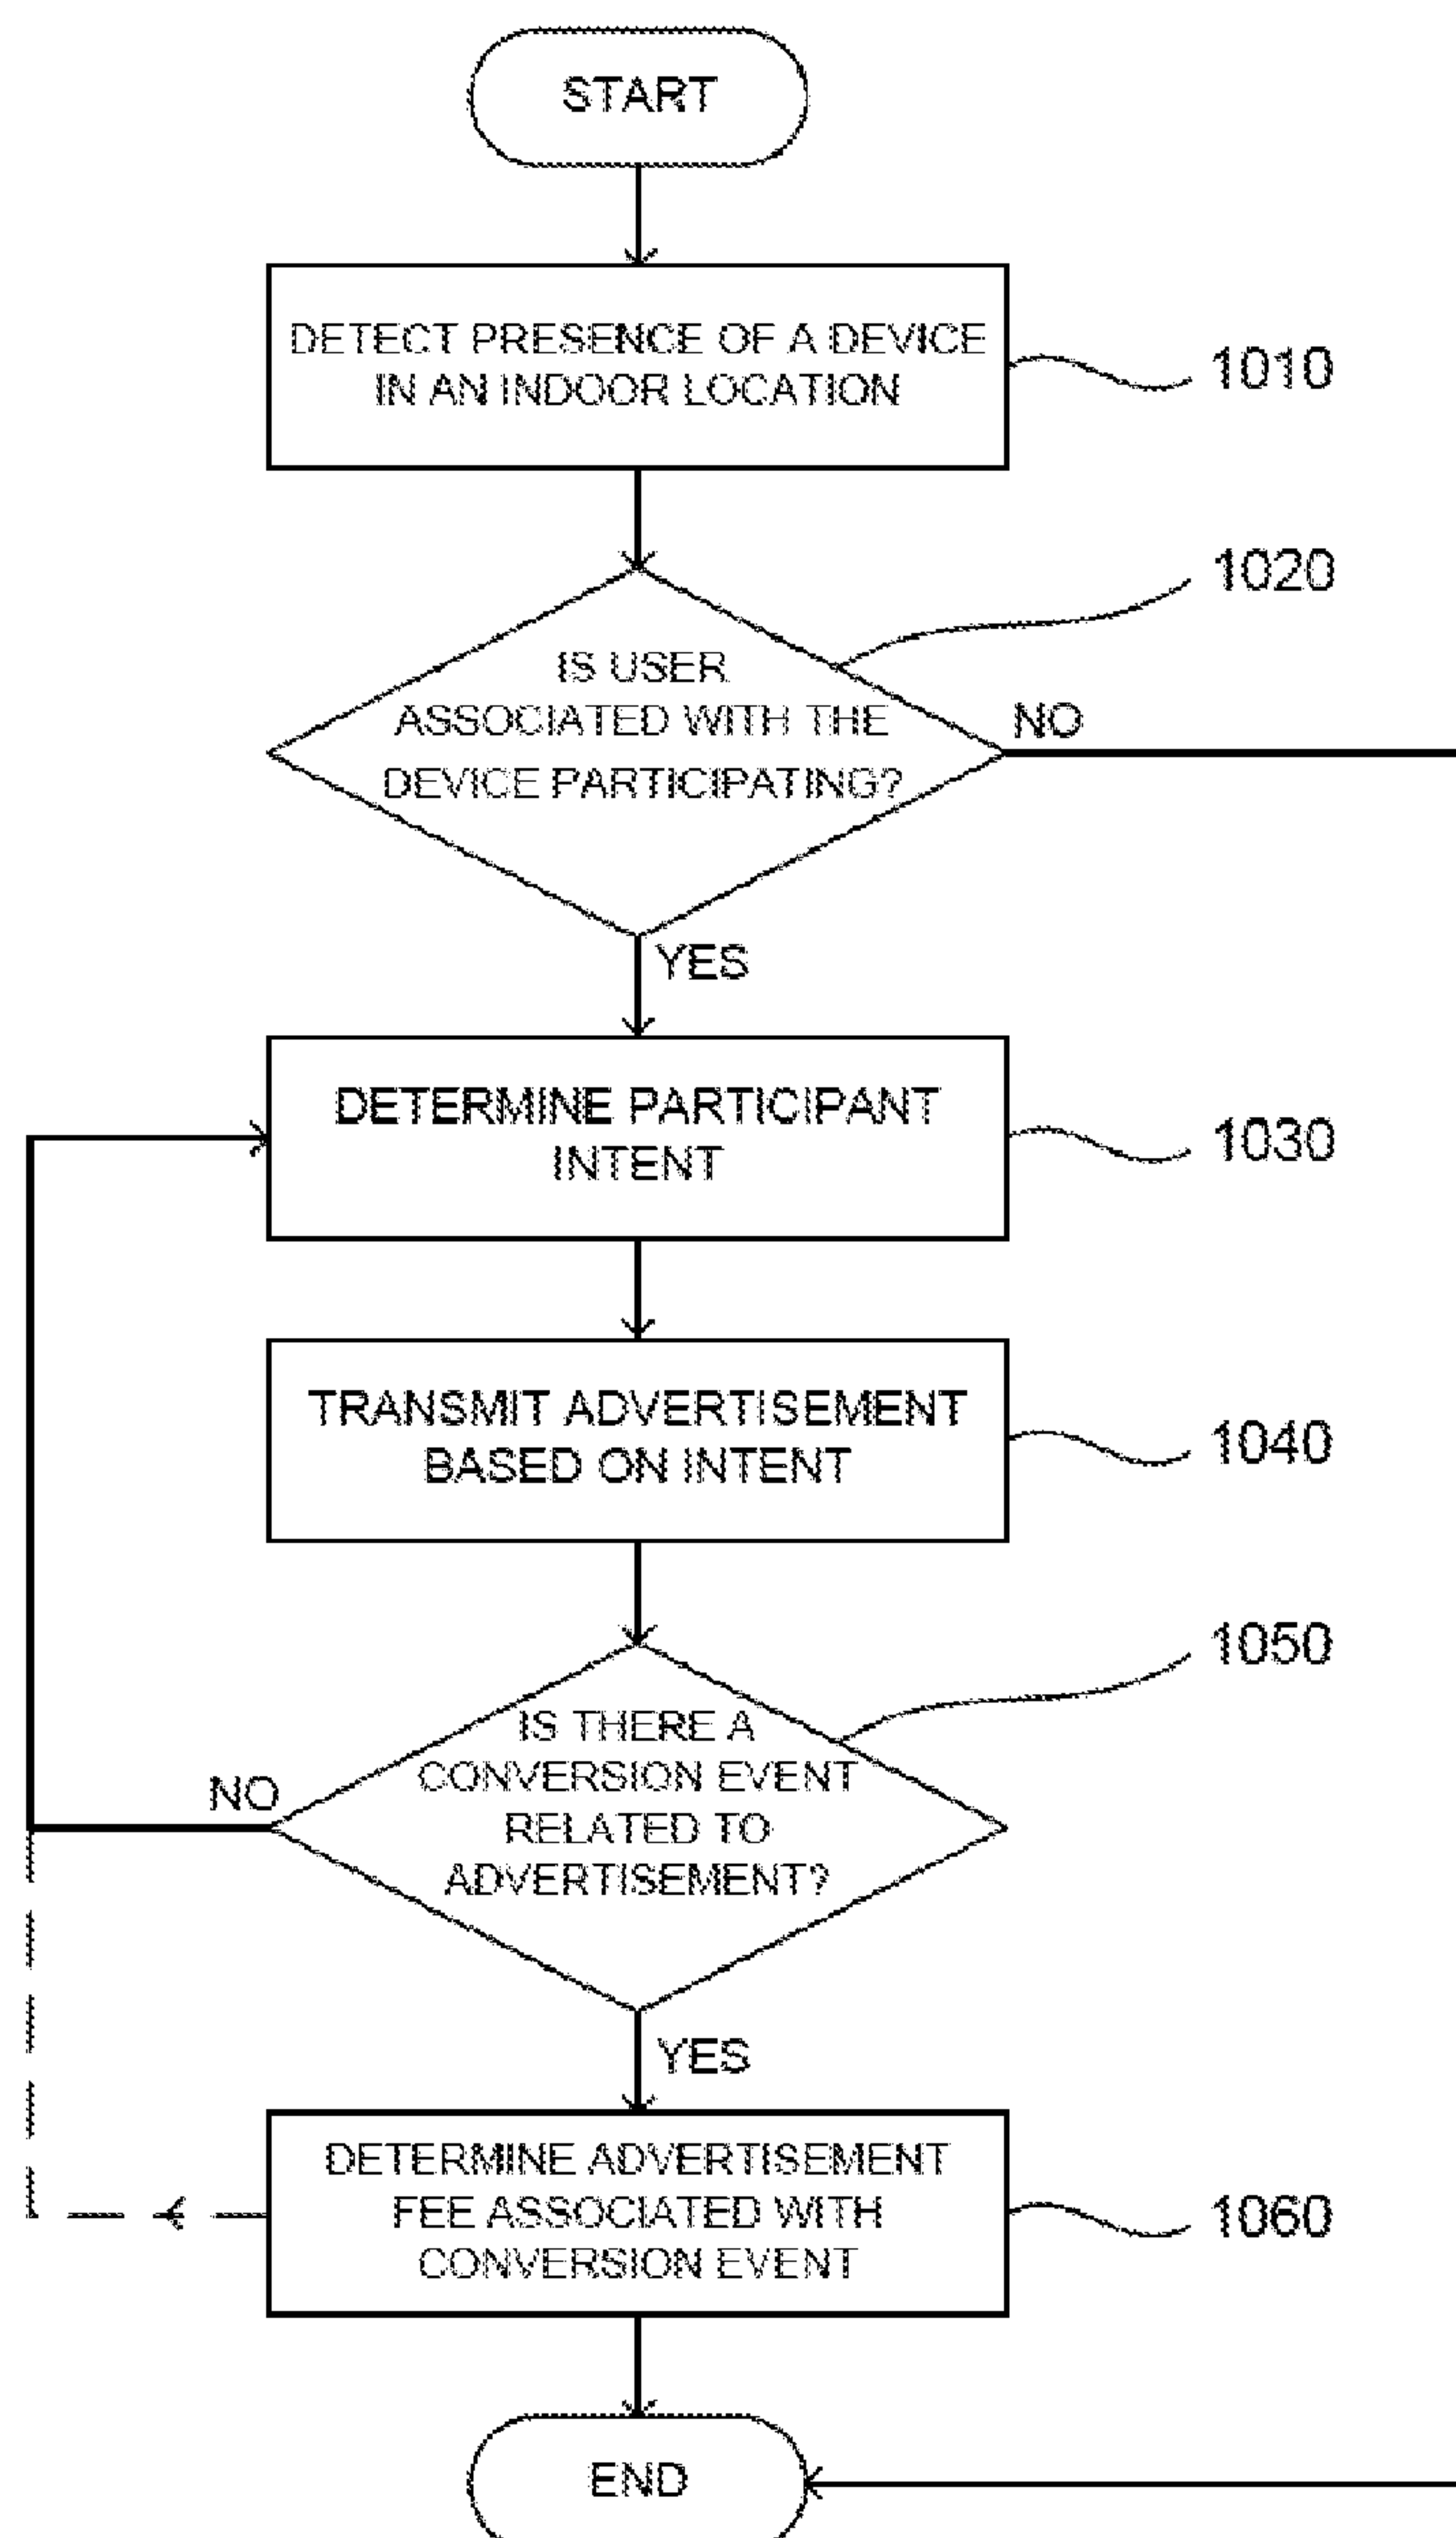 START
DETECT PRESENCE OF A DEVICE
IN AN INDOOR LOCATION
1010
1020
IS USER
ASSOCIATED WITH THE
DEVICE PARTICIPATING?
NO
YES
DETERMINE PARTICIPANT
INTENT
1030
TRANSMIT ADVERTISEMENT
BASED ON INTENT
1040
1050
IS THERE A
CONVERSION EVENT
RELATED TO
ADVERTISEMENT?
NO
YES
DETERMINE ADVERTISEMENT
FEE ASSOCIATED WITH
CONVERSION EVENT
1060
END